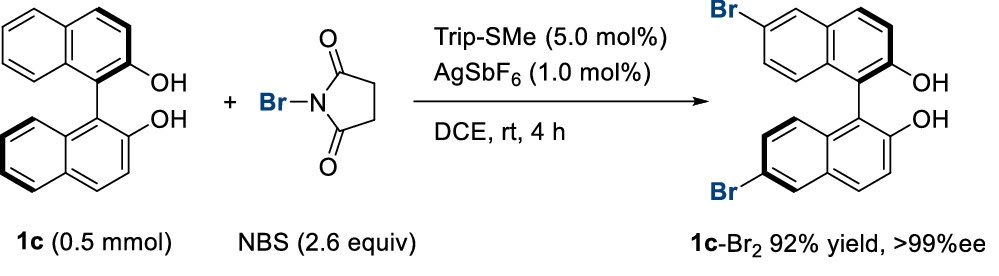 Br
Trip-SMe (5.0 mol%)
AgSbF6 (1.0 mol%)
O
OH
OH
+
Br
N
O
DCE, rt, 4 h
OH
OH
Br
1c (0.5 mmol)
NBS (2.6 equiv)
1c-Br2 92% yield, >99%ee